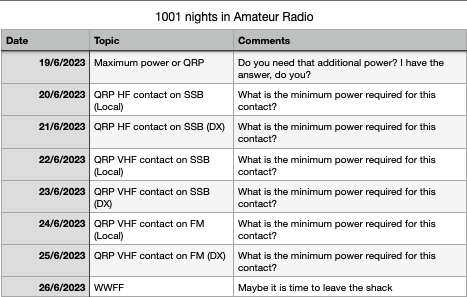 1001 nights in Amateur Radio
Date Topic Comments
19/6/2023 Maximum power or QRP Do you need that additional power? I have the
answer, do you?
20/6/2023 QRP HF contact on SSB What is the minimum power required for this
(Local) contact?
21/6/2023 QRP HF contact on SSB (DX) What is the minimum power required for this
contact?
22/6/2023 QRP VHF contact on SSB What is the minimum power required for this
(Local) contact?
23/6/2023 QRP VHF contact on SSB What is the minimum power required for this
(DX) contact?
24/6/2023 QRP VHF contact on FM What is the minimum power required for this
(Local) contact?
25/6/2023 QRP VHF contact on FM (DX) What is the minimum power required for this
contact?
26/6/2023 WWFF Maybe it is time to leave the shack